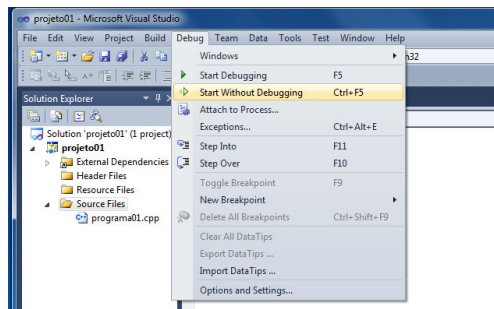 projeto01 - Microsoft Visual Studio
File Edit View Project Build Debug Team Data Tools Test Window Help
Windows
Start Debugging F5
Start Without Debugging Ctrl+F5
Attach to Process...
Exceptions... Ctrl+Alt+E
Step Into F11
Step Over F10
Toggle Breakpoint F9
New Breakpoint
Delete All Breakpoints Ctrl+Shift+F9
Clear All DataTips
Export DataTips ...
Import DataTips ...
Options and Settings...
Solution Explorer
Solution 'projeto01' (1 project)
projeto01
External Dependencies
Header Files
Resource Files
Source Files
programa01.cpp